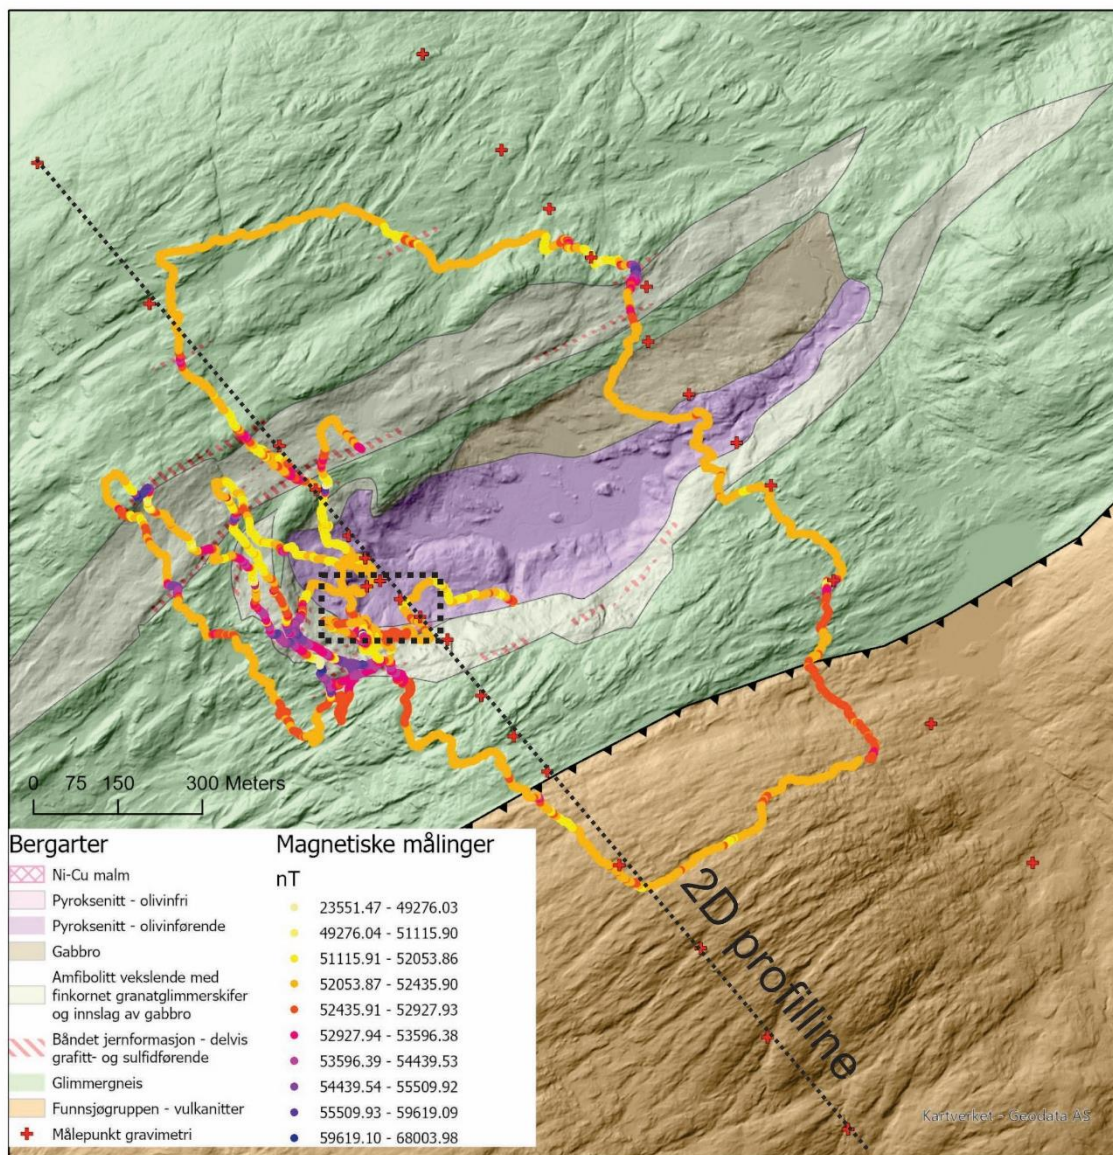 2D profilline
0 75 150 300 Meters
Bergarter
Ni-Cu malm
Pyroksenitt - olivinfri
Pyroksenitt - olivinførende
Gabbro
Amfibolitt vekslende med
finkornet granatglimmerskifer
og innslag av gabbro
Båndet jernformasjon - delvis
grafitt- og sulfidførende
Glimmergneis
Funnsjøgruppen - vulkanitter
Målepunkt gravimetri
Magnetiske målinger
nT
23551.47 - 49276.03
49276.04 - 51115.90
51115.91 - 52053.86
52053.87 - 52435.90
52435.91 - 52927.93
52927.94 - 53596.38
53596.39 - 54439.53
54439.54 - 55509.92
55509.93 - 59619.09
59619.10 - 68003.98
Kartverket - Geodata AS